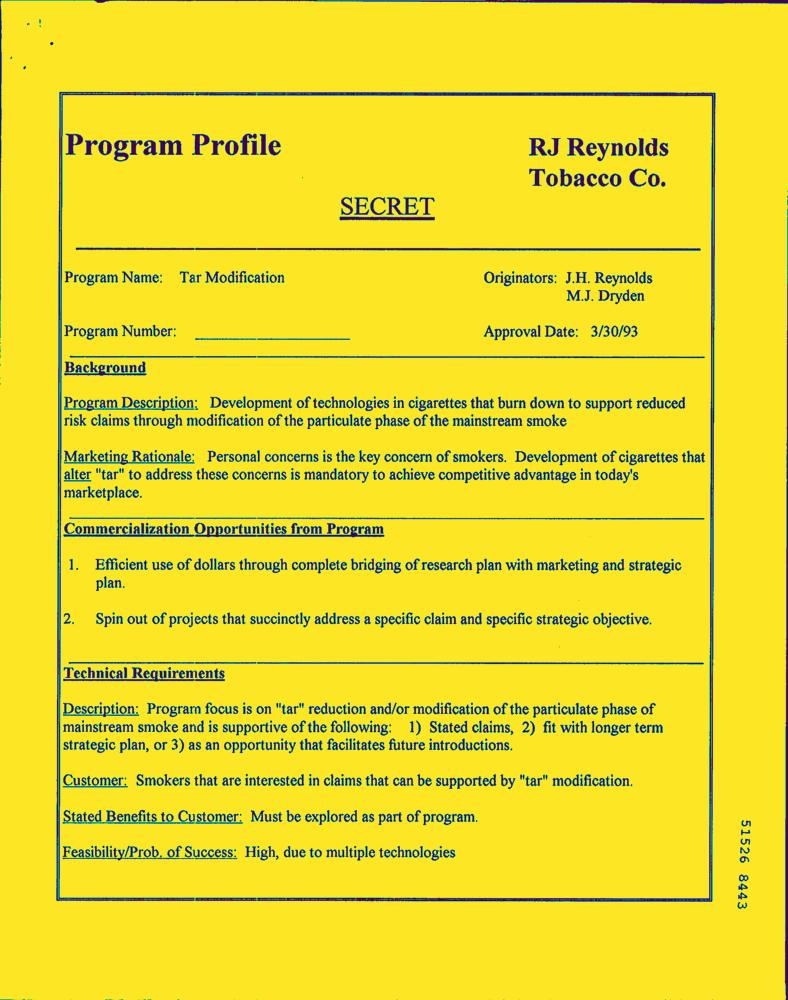 Program Profile
RJ Reynolds
Tobacco Co.
SECRET
Program Name: Tar Modification
Originators: J.H. Reynolds
M.J. Dryden
Program Number:
Approval Date: 3/30/93
Background
Program Description: Development of technologies in cigarettes that burn down to support reduced
risk claims through modification of the particulate phase of the mainstream smoke
Marketing Rationale: Personal concerns is the key concern of smokers. Development of cigarettes that
alter "tar" to address these concerns is mandatory to achieve competitive advantage in today's
marketplace.
Commercialization Opportunities from Program
1. Efficient use of dollars through complete bridging of research plan with marketing and strategic
plan.
2. Spin out of projects that succinctly address a specific claim and specific strategic objective.
Technical Requirements
Description: Program focus is on "tar" reduction and/or modification of the particulate phase of
mainstream smoke and is supportive of the following: 1) Stated claims, 2) fit with longer term
strategic plan, or 3) as an opportunity that facilitates future introductions.
Customer: Smokers that are interested in claims that can be supported by "tar" modification.
Stated Benefits to Customer: Must be explored as part of program.
Feasibility/Prob. of Success: High, due to multiple technologies
51526 8443